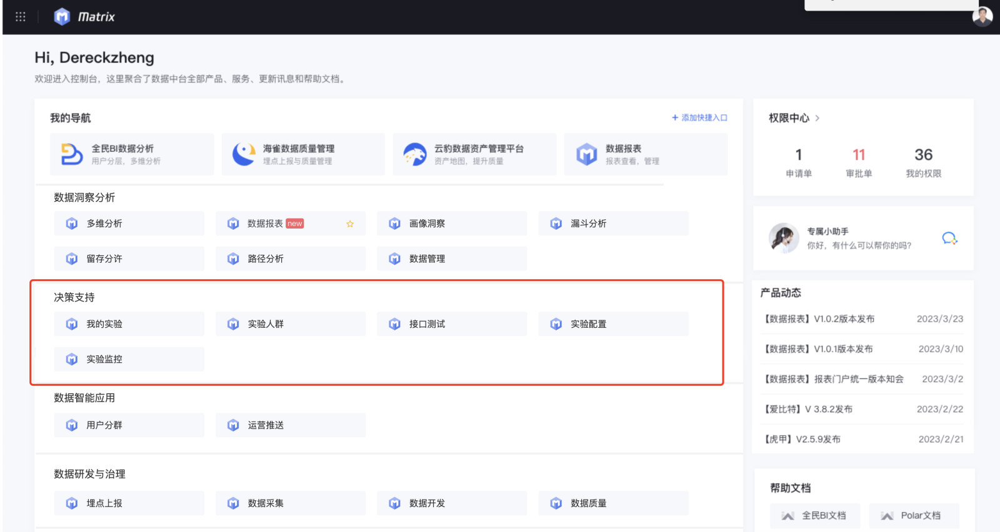 Matrix
Hi, Dereckzheng
欢迎进入控制台，这里聚合了数据中台全部产品、服务、更新讯息和帮助文档。
我的导航
+ 添加快捷入口
全民BI数据分析
用户分层，多维分析
海雀数据质量管理
埋点上报与质量管理
云豹数据资产管理平台
资产地图，提升质量
数据报表
报表查看，管理
数据洞察分析
多维分析
数据报表 new
画像洞察
漏斗分析
留存分许
路径分析
数据管理
决策支持
我的实验
实验人群
接口测试
实验配置
实验监控
数据智能应用
用户分群
运营推送
数据研发与治理
埋点上报
数据采集
数据开发
数据质量
权限中心 >
1 11 36
申请单 审批单 我的权限
专属小助手
你好，有什么可以帮你的吗?
产品动态
【数据报表】V1.0.2版本发布 2023/3/23
【数据报表】V1.0.1版本发布 2023/3/10
【数据报表】报表门户统一版本知会 2023/3/2
【爱比特】V 3.8.2发布 2023/2/22
【虎甲】V2.5.9发布 2023/2/21
帮助文档
全民BI文档
Polar文档